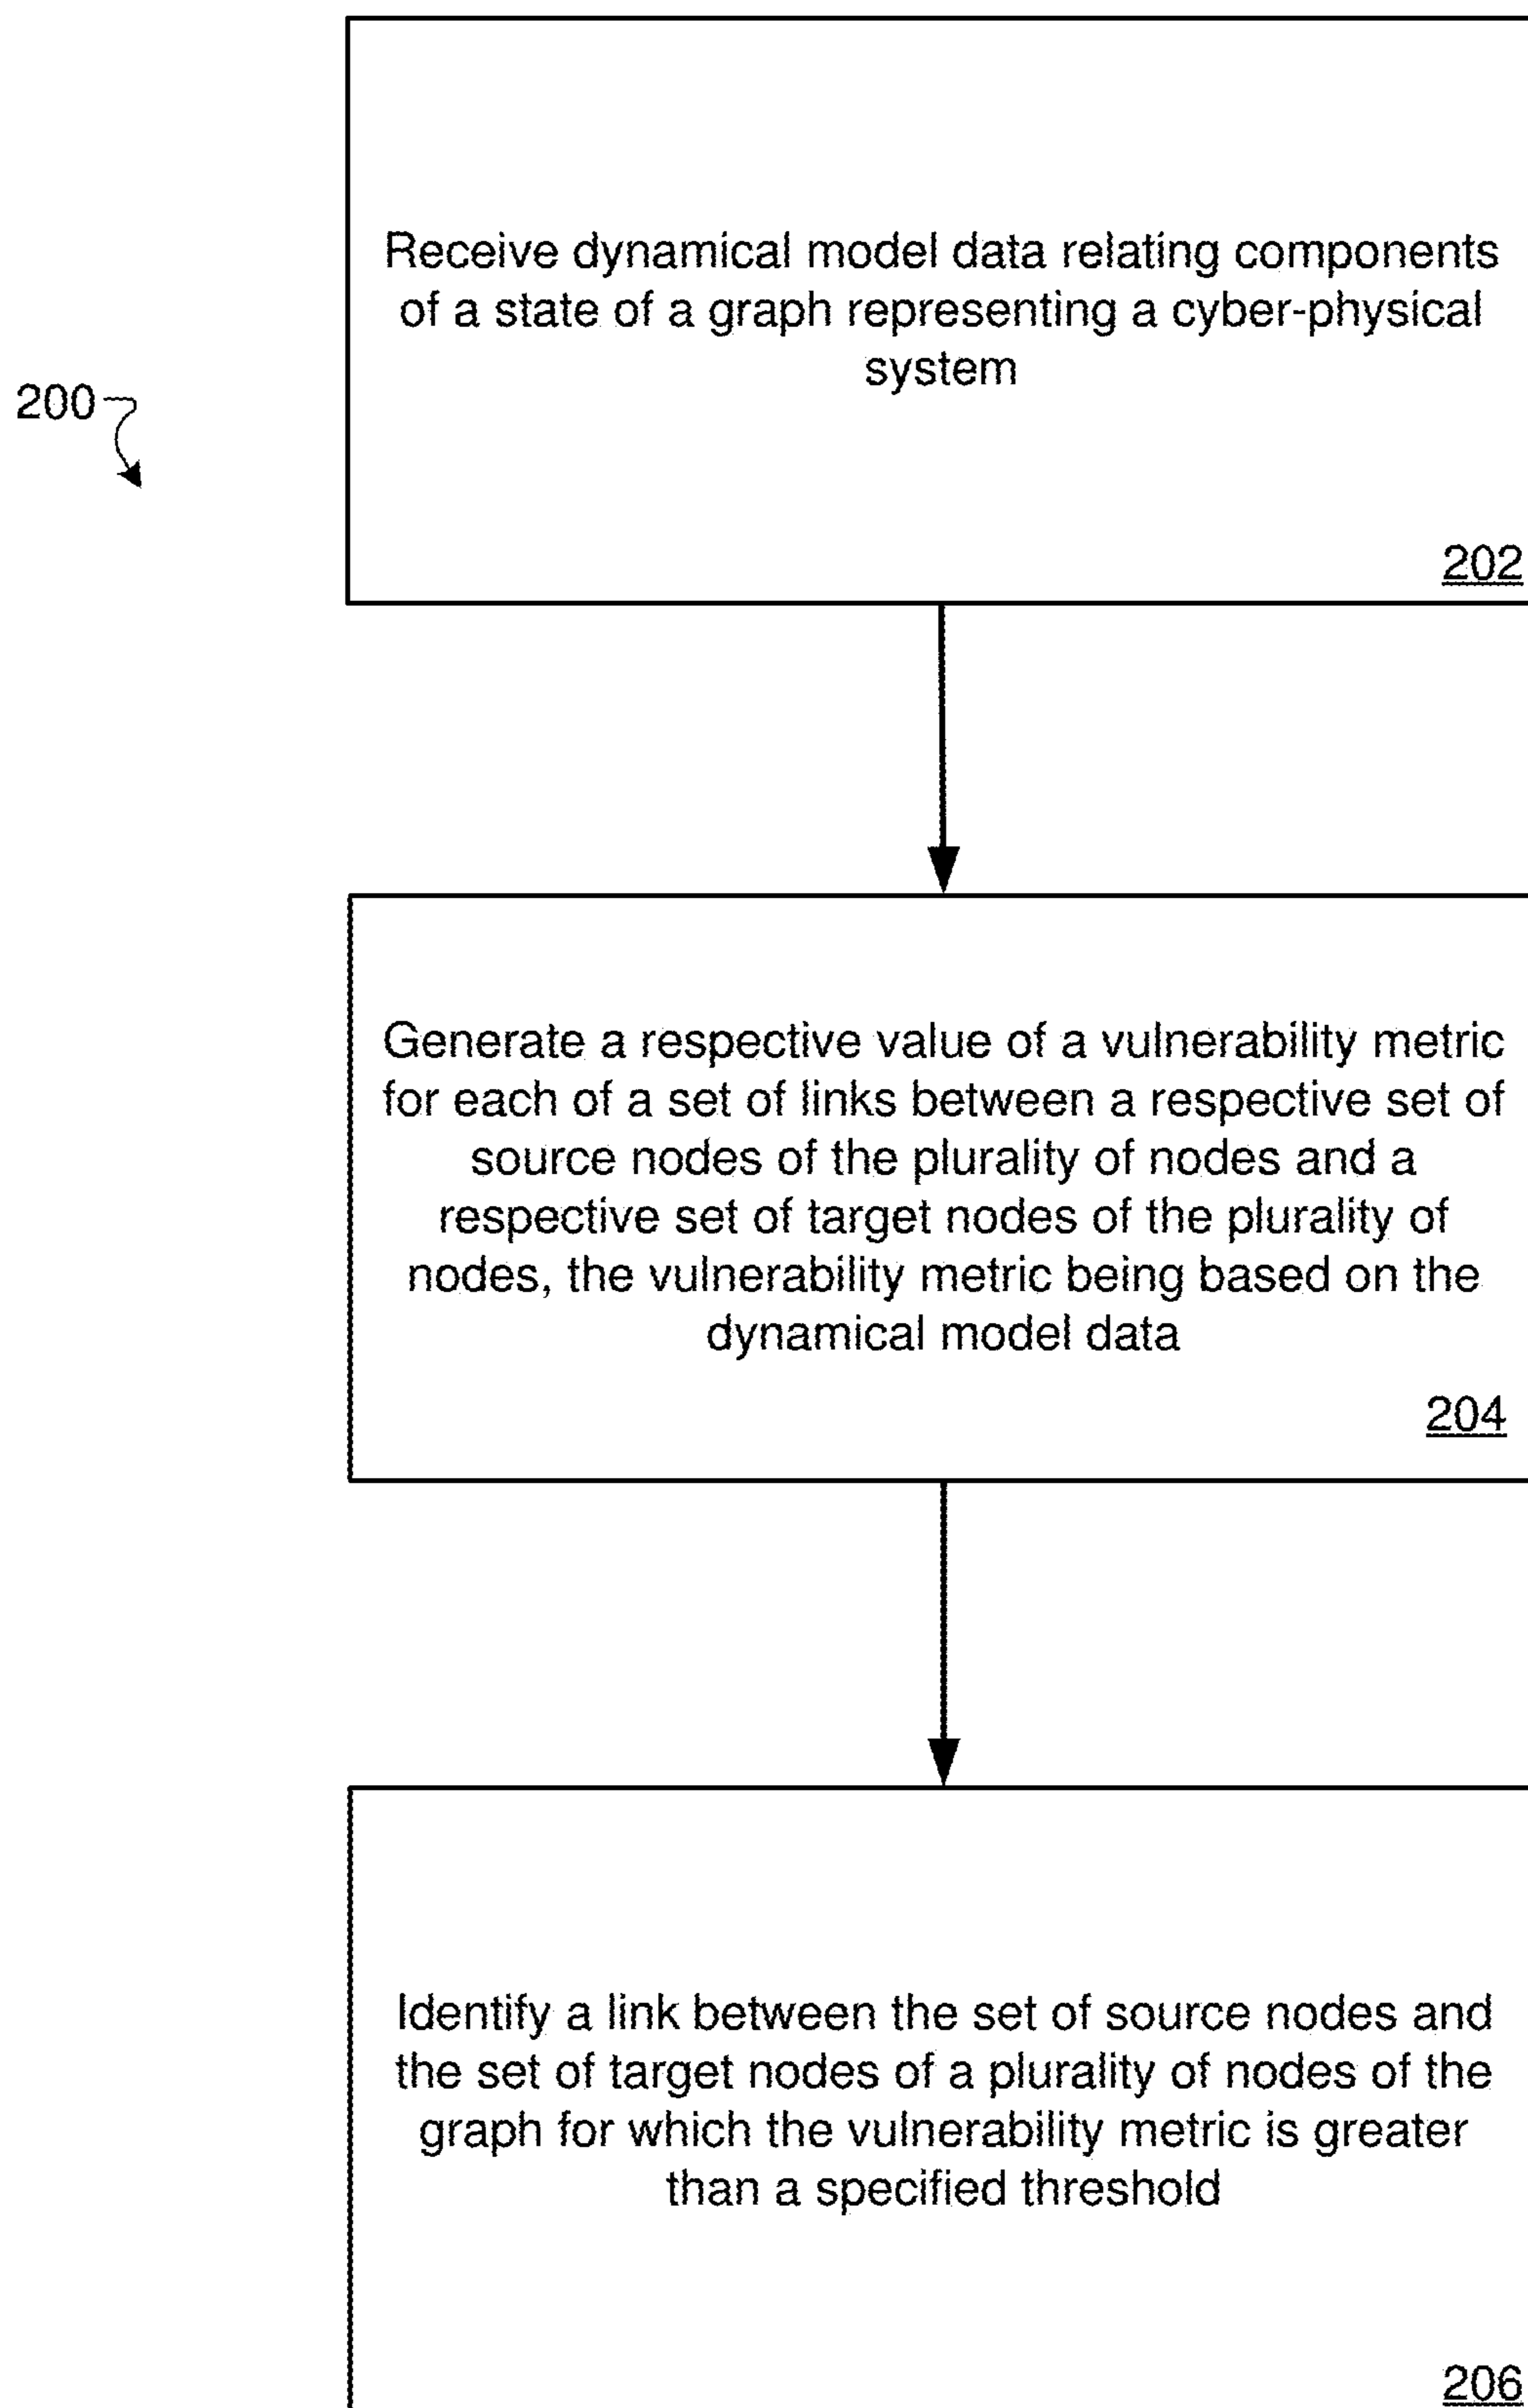 Receive dynamical model data relating components
of a state of a graph representing a cyber-physical
system
200
202
Generate a respective value of a vulnerability metric
for each of a set of links between a respective set of
source nodes of the plurality of nodes and a
respective set of target nodes of the plurality of
nodes, the vulnerability metric being based on the
dynamical model data
204
Identify a link between the set of source nodes and
the set of target nodes of a plurality of nodes of the
graph for which the vulnerability metric is greater
than a specified threshold
206